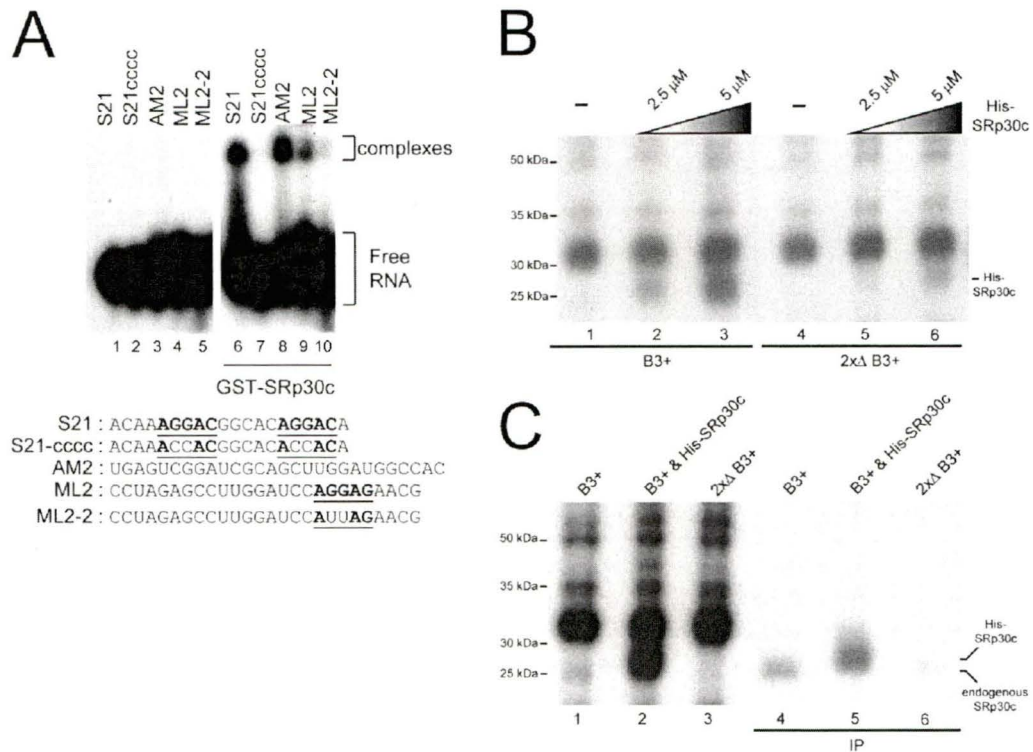 A
S21
S21cccc
AM2
ML2
ML2-2
S21
S21cccc
AM2
ML2
ML2-2
complexes
Free
RNA
1 2 3 4 5 6 7 8 9 10
GST-SRp30c
S21 : ACAAAGGACGGCACAGGACA
S21-cccc : ACAAACCACGGCACACCACA
AM2 : UGAGUCGGAUCGCAGCUUGGAUGGCCAC
ML2 : CCUAGAGCCUUGGAUCCAGGAGAACG
ML2-2 : CCUAGAGCCUUGGAUCCAUUAGAACG
B
– 2.5 µM 5 µM – 2.5 µM 5 µM
His-
SRp30c
50 kDa
35 kDa
30 kDa
25 kDa
His-
SRp30c
1 2 3 4 5 6
B3+ 2xΔ B3+
C
B3+
B3+ & His-SRp30c
2xΔ B3+
B3+
B3+ & His-SRp30c
2xΔ B3+
50 kDa
35 kDa
30 kDa
25 kDa
His-
SRp30c
endogenous
SRp30c
1 2 3 4 5 6
IP